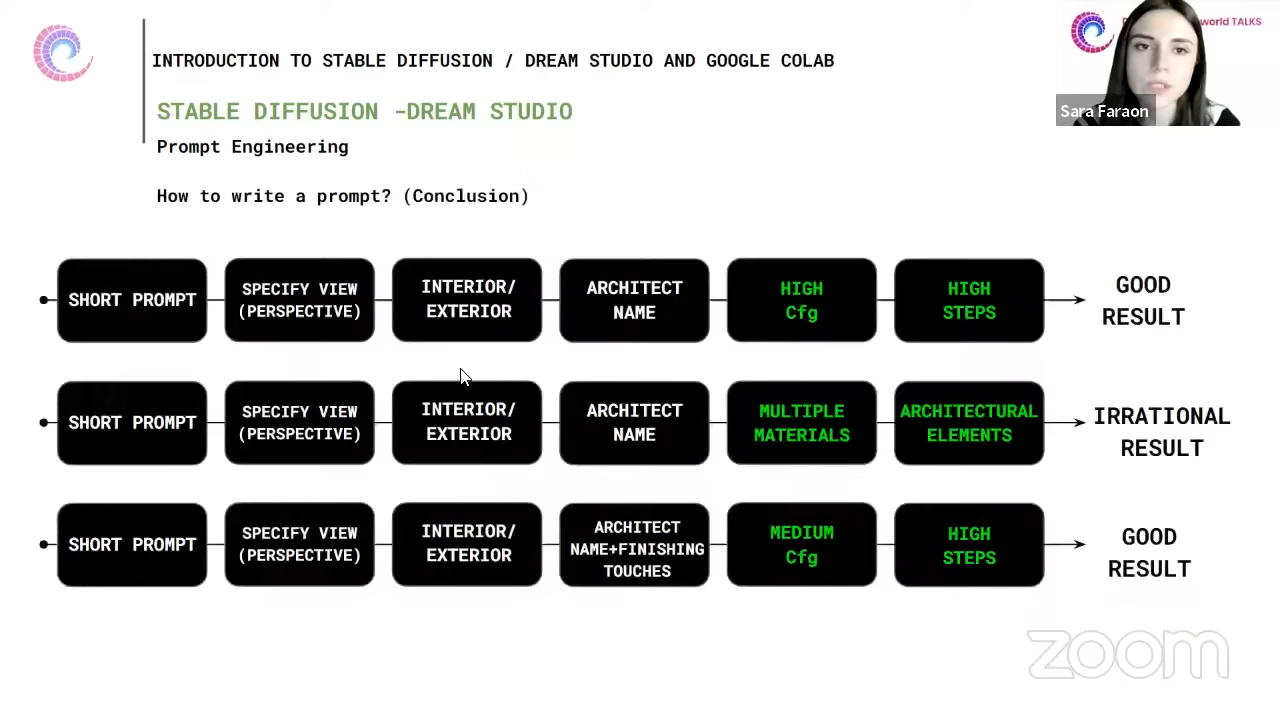 world TALKS
INTRODUCTION TO STABLE DIFFUSION / DREAM STUDIO AND GOOGLE COLAB
STABLE DIFFUSION -DREAM STUDIO
Sara Faraon
Prompt Engineering
How to write a prompt? (Conclusion)
SHORT PROMPT
SPECIFY VIEW
(PERSPECTIVE)
INTERIOR/
EXTERIOR
ARCHITECT
NAME
HIGH
Cfg
HIGH
STEPS
GOOD
RESULT
SHORT PROMPT
SPECIFY VIEW
(PERSPECTIVE)
INTERIOR/
EXTERIOR
ARCHITECT
NAME
MULTIPLE
MATERIALS
ARCHITECTURAL
ELEMENTS
IRRATIONAL
RESULT
SHORT PROMPT
SPECIFY VIEW
(PERSPECTIVE)
INTERIOR/
EXTERIOR
ARCHITECT
NAME+FINISHING
TOUCHES
MEDIUM
Cfg
HIGH
STEPS
GOOD
RESULT
zoom